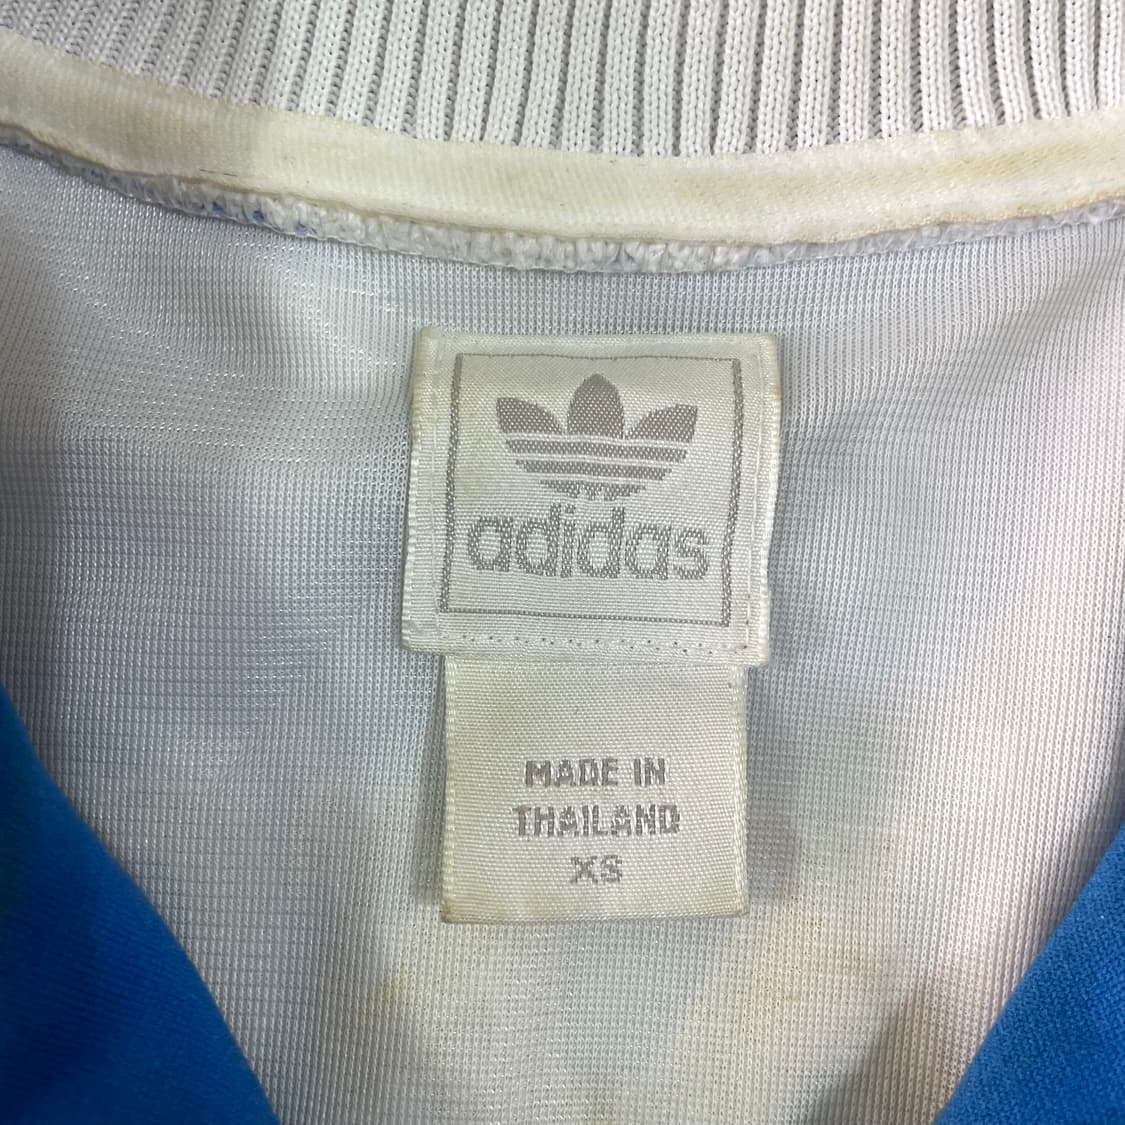 adidas
MADE IN
THAILAND
XS